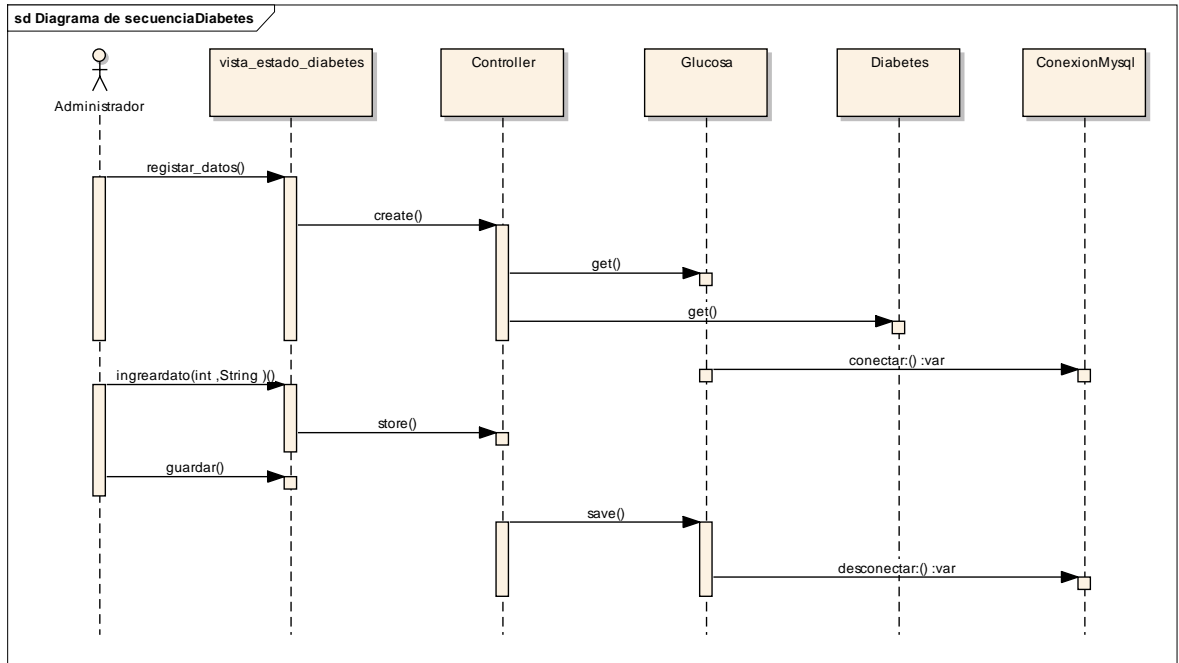 sd Diagrama de secuenciaDiabetes
Administrador
vista_estado_diabetes
Controller
Glucosa
Diabetes
ConexionMysql
registar_datos()
create()
get()
get()
conectar:() :var
ingreardato(int ,String )()
store()
guardar()
save()
desconectar:() :var